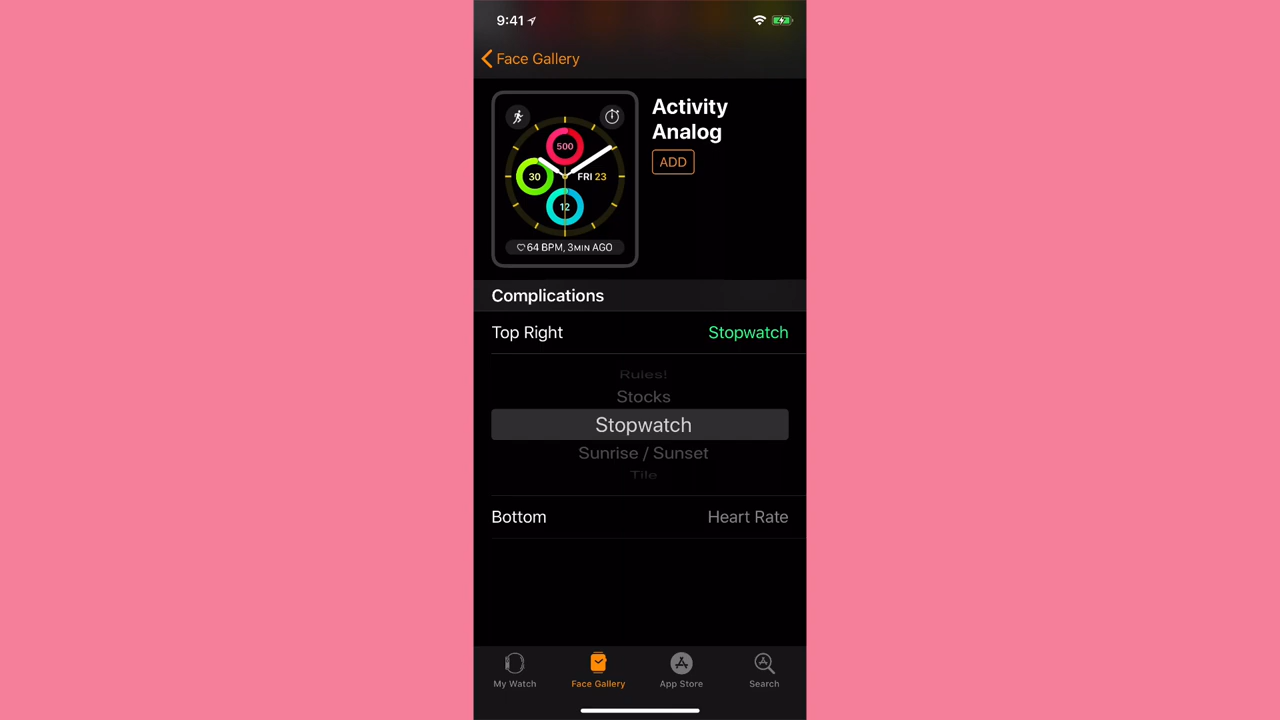 9:41
Face Gallery
Activity
Analog
ADD
500
30
FRI 23
12
64 BPM, 3MIN AGO
Complications
Top Right Stopwatch
Rules!
Stocks
Stopwatch
Sunrise / Sunset
Tile
Bottom Heart Rate
My Watch Face Gallery App Store Search